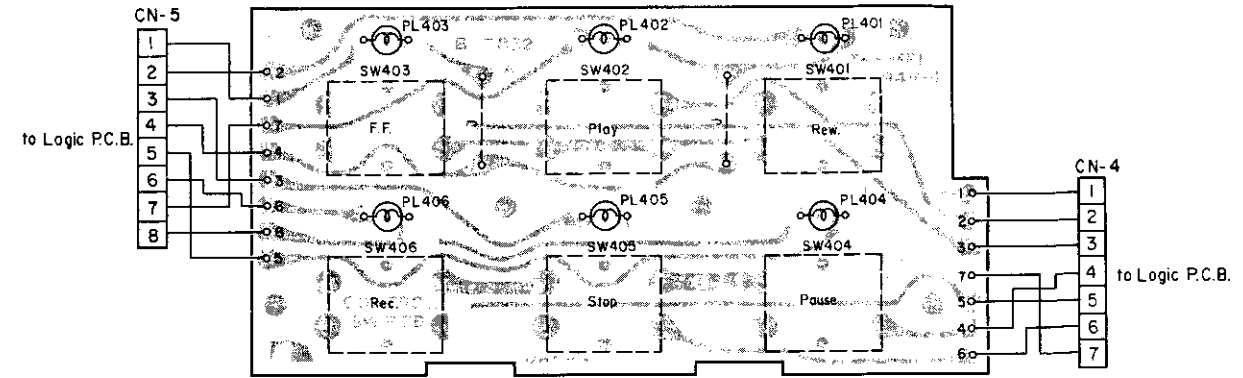 CN-5
1
2
3
4
5
6
7
8
to Logic P.C.B.
2
1
7
4
3
6
8
5
PL403
PL402
PL401
SW403
SW402
SW401
F.F.
Play
Rew.
PL406
PL405
PL404
SW406
SW405
SW404
Rec.
Stop
Pause
1
2
3
7
5
4
6
CN-4
1
2
3
4
5
6
7
to Logic P.C.B.